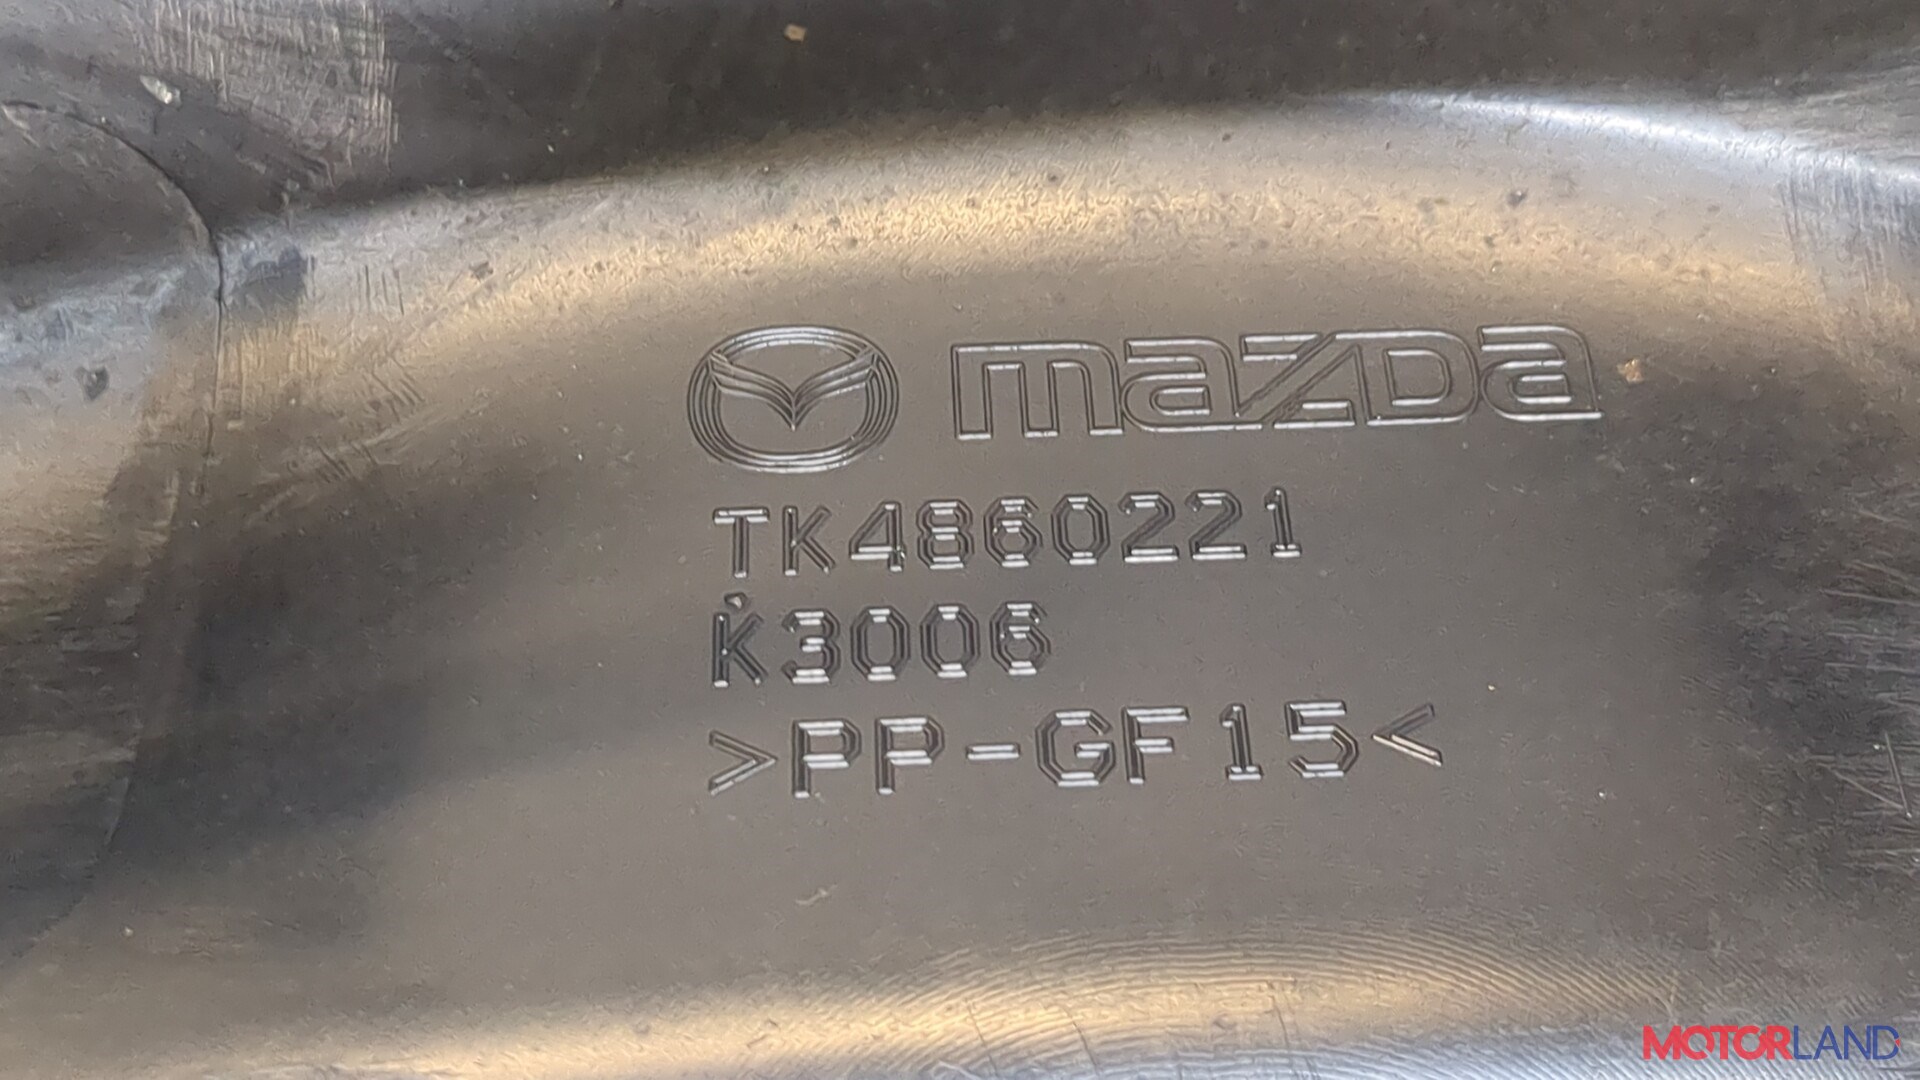 mazda
TK4860221
K3006
>PP-GF15<
MOTORLAND